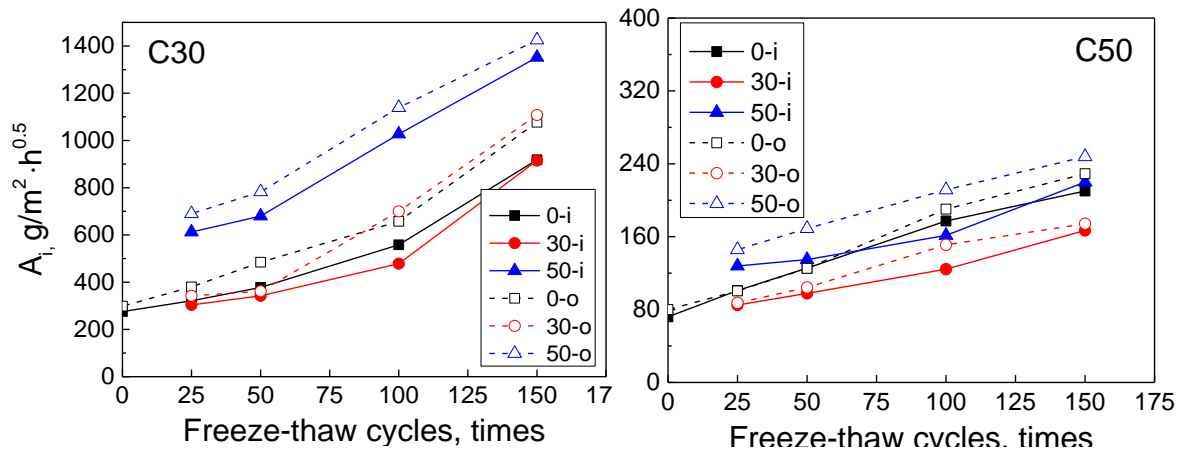 C30
A_i, g/m² ·h^0.5
1400
1200
1000
800
600
400
200
0
0 25 50 75 100 125 150 17
Freeze-thaw cycles, times
0-i
30-i
50-i
0-o
30-o
50-o
C50
400
320
240
160
80
0
0 25 50 75 100 125 150 175
Freeze-thaw cycles, times
0-i
30-i
50-i
0-o
30-o
50-o